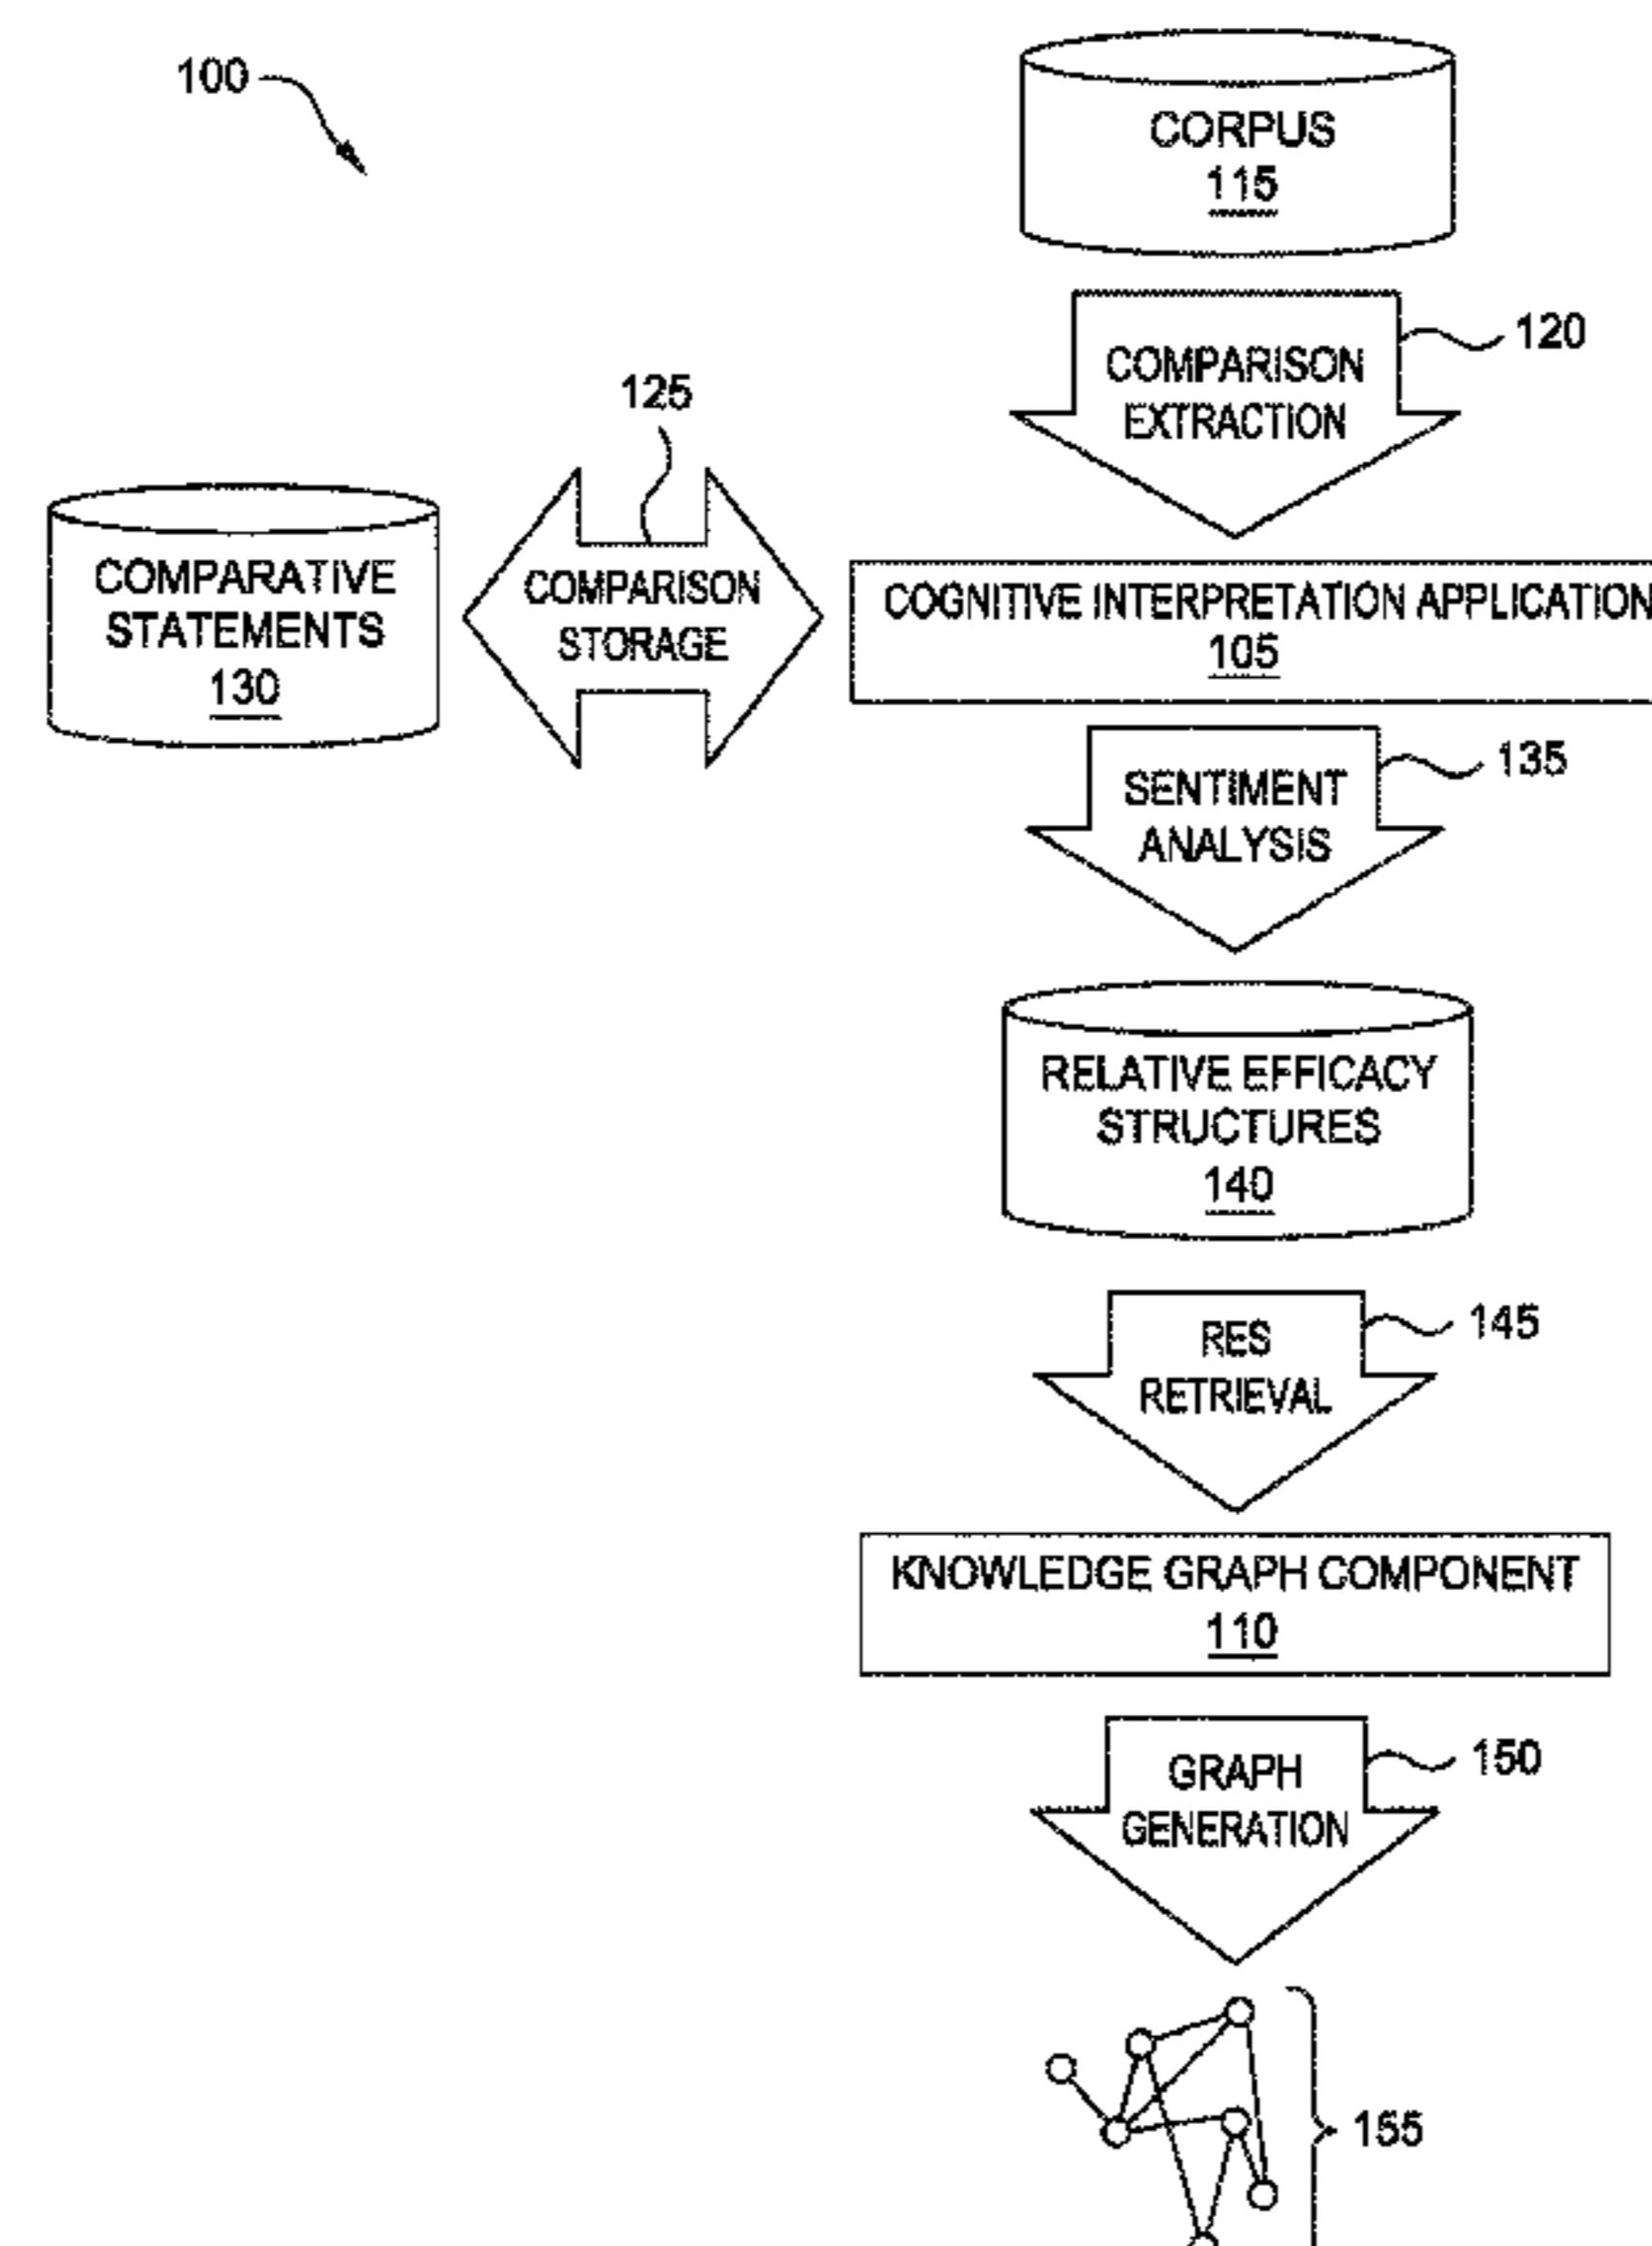 100
CORPUS
115
120
COMPARISON
EXTRACTION
125
COMPARATIVE
STATEMENTS
130
COMPARISON
STORAGE
COGNITIVE INTERPRETATION APPLICATION
105
135
SENTIMENT
ANALYSIS
RELATIVE EFFICACY
STRUCTURES
140
145
RES
RETRIEVAL
KNOWLEDGE GRAPH COMPONENT
110
150
GRAPH
GENERATION
155